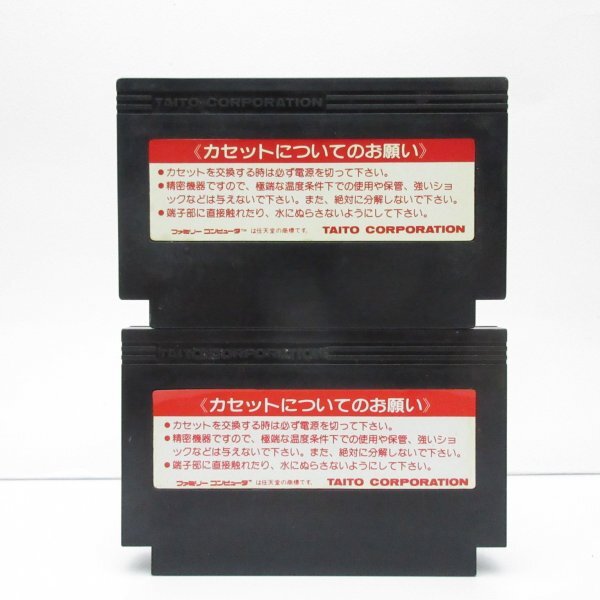 TAITO CORPORATION
《カセットについてのお願い》
●カセットを交換する時は必ず電源を切って下さい。
●精密機器ですので、極端な温度条件下での使用や保管、強いショ
ックなどは与えないで下さい。また、絶対に分解しないで下さい。
●端子部に直接触れたり、水にぬらさないようにして下さい。
ファミリーコンピュータ™ は任天堂の商標です。 TAITO CORPORATION
TAITO CORPORATION
《カセットについてのお願い》
●カセットを交換する時は必ず電源を切って下さい。
●精密機器ですので、極端な温度条件下での使用や保管、強いショ
ックなどは与えないで下さい。また、絶対に分解しないで下さい。
●端子部に直接触れたり、水にぬらさないようにして下さい。
ファミリーコンピュータ™ は任天堂の商標です。 TAITO CORPORATION